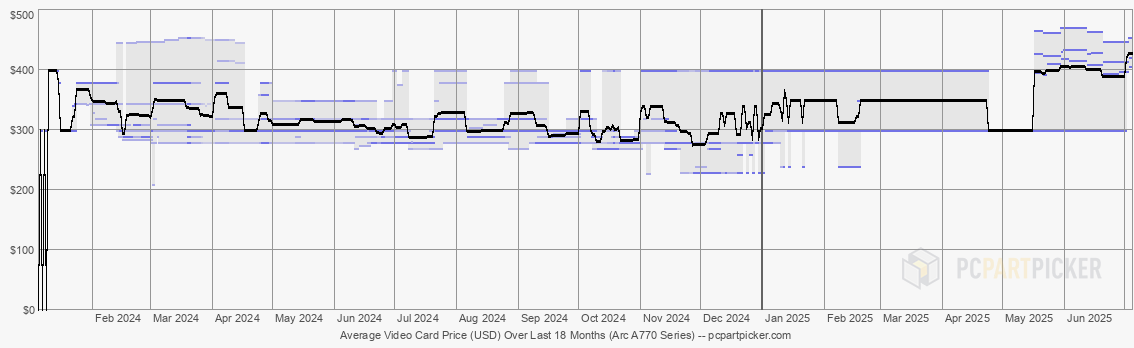 $500
$400
$300
$200
$100
$0
Feb 2024 Mar 2024 Apr 2024 May 2024 Jun 2024 Jul 2024 Aug 2024 Sep 2024 Oct 2024 Nov 2024 Dec 2024 Jan 2025 Feb 2025 Mar 2025 Apr 2025 May 2025 Jun 2025
Average Video Card Price (USD) Over Last 18 Months (Arc A770 Series) -- pcpartpicker.com
PCPARTPICKER